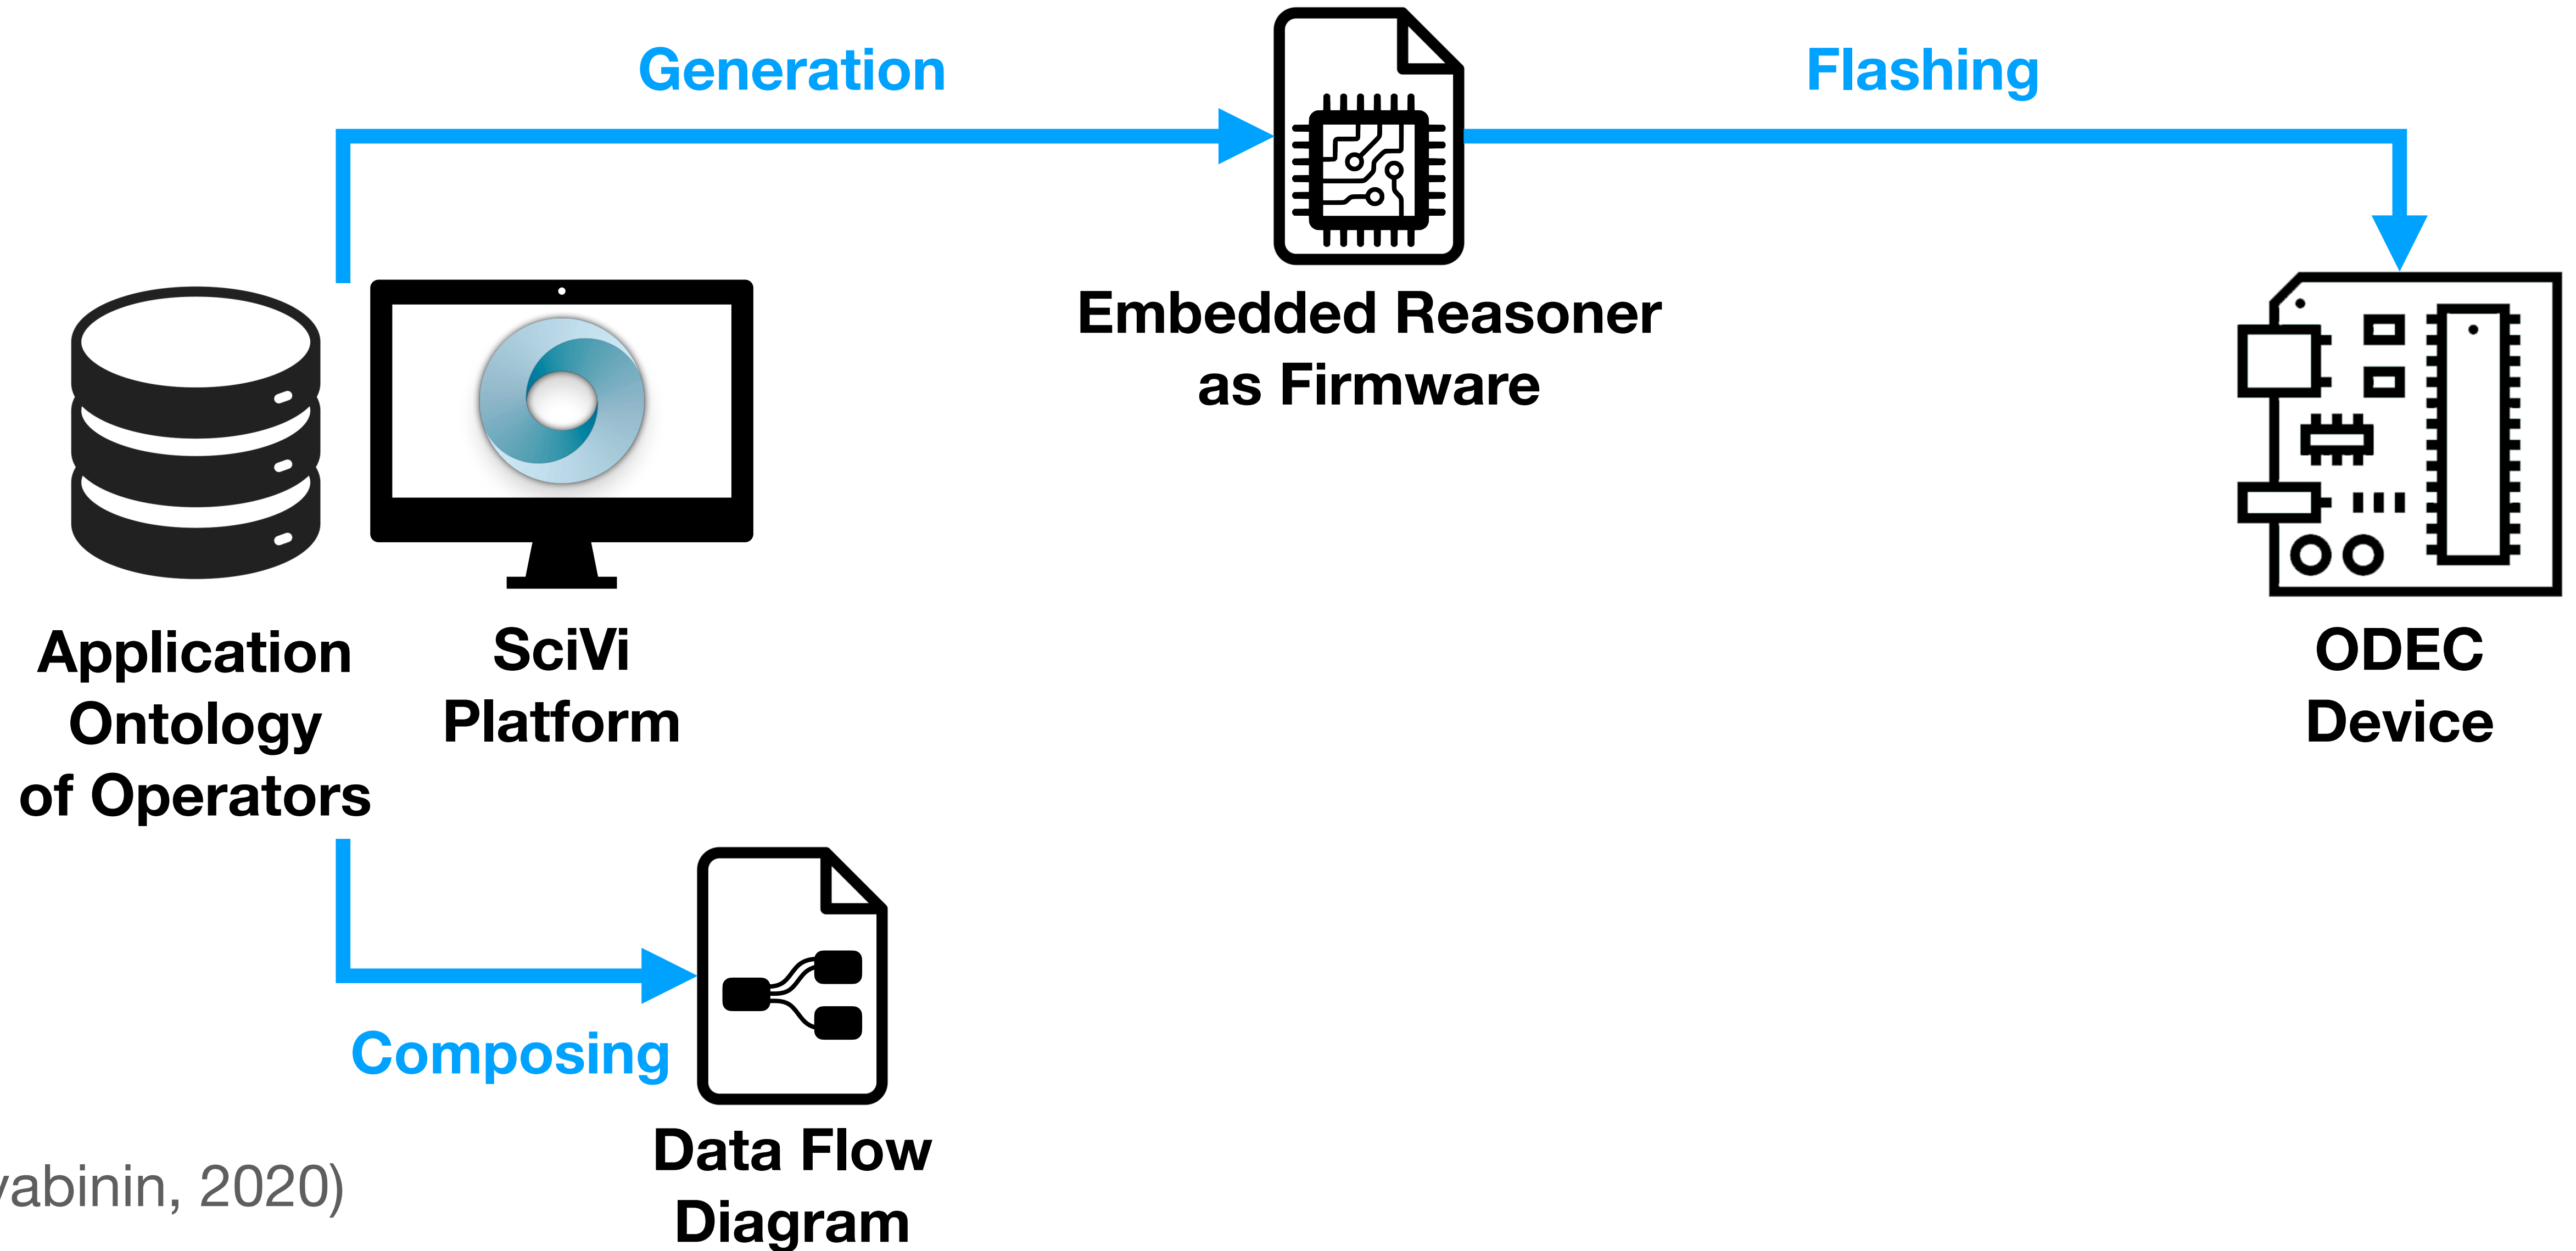 Generation
Flashing
Embedded Reasoner
as Firmware
Application
Ontology
of Operators
SciVi
Platform
ODEC
Device
Composing
Data Flow
Diagram
yabinin, 2020)